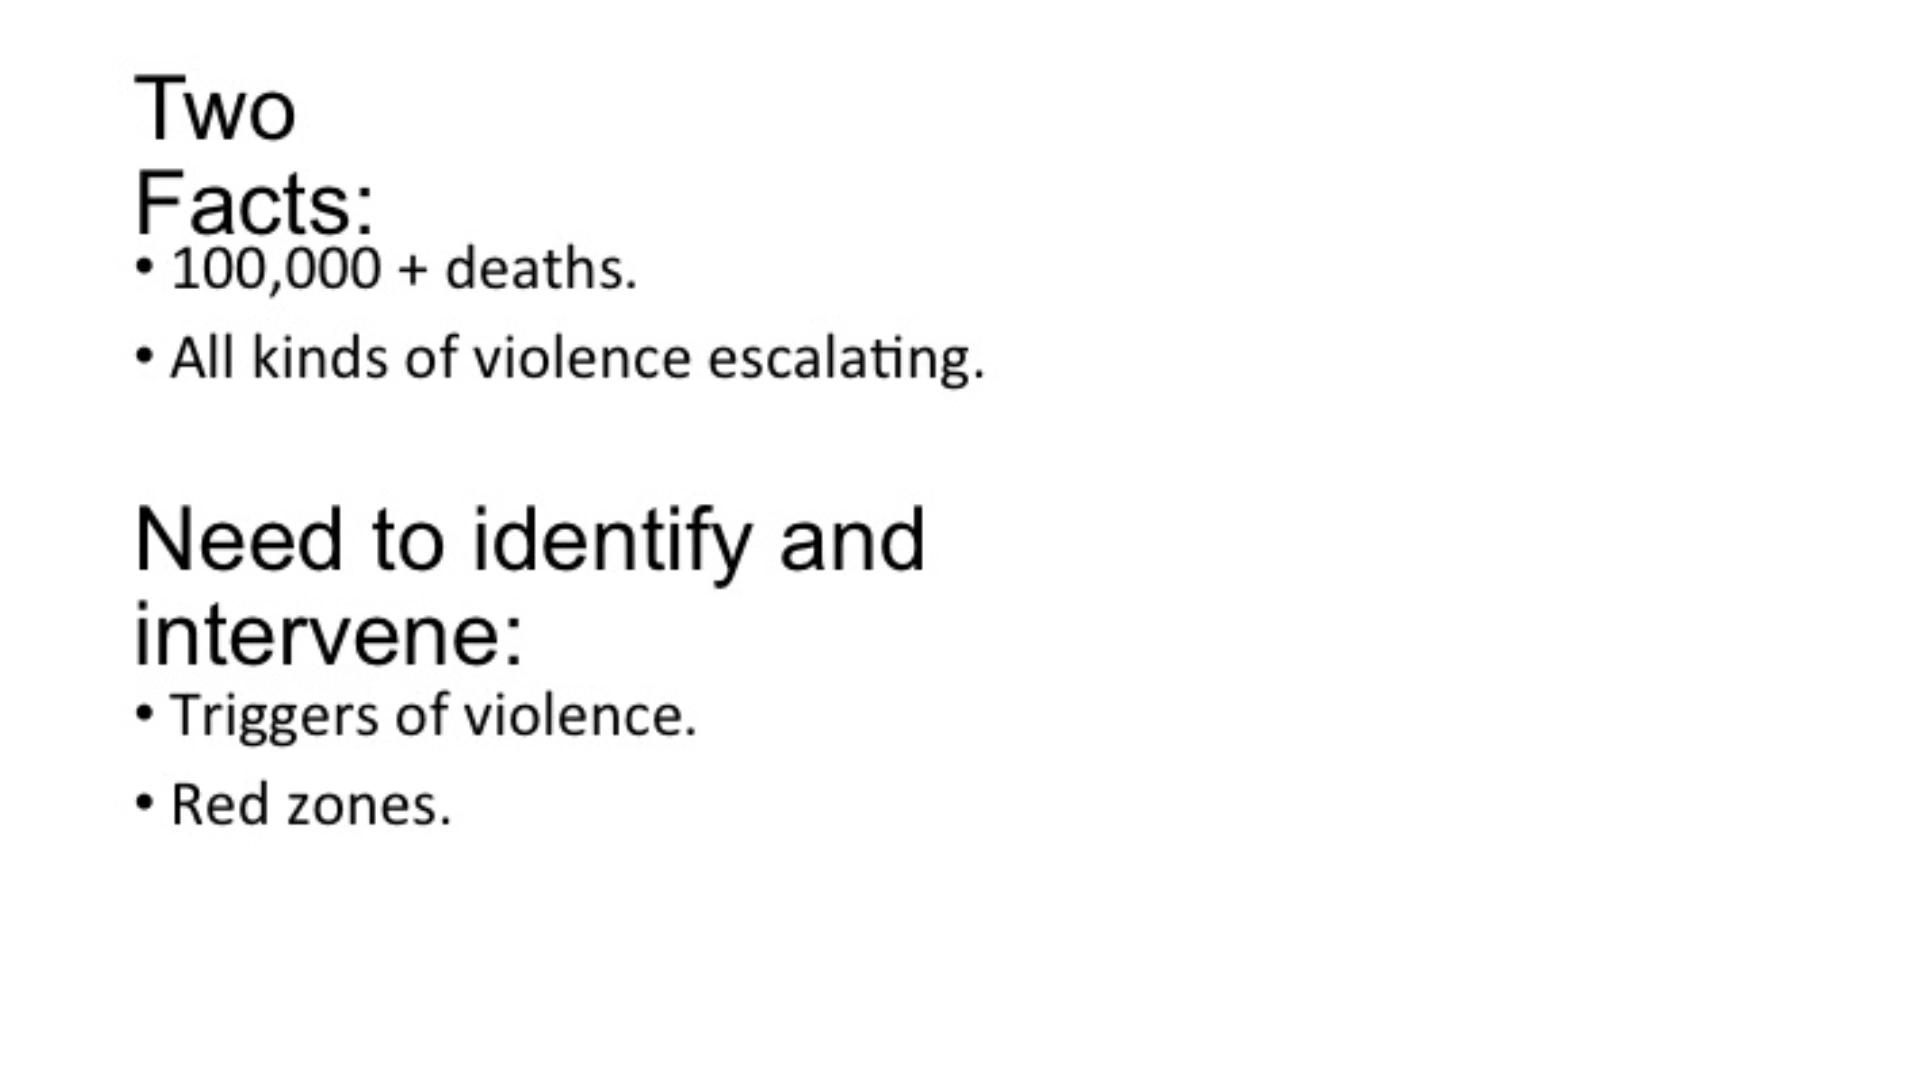 Two
Facts:
• 100,000 + deaths.
• All kinds of violence escalating.
Need to identify and
intervene:
• Triggers of violence.
• Red zones.